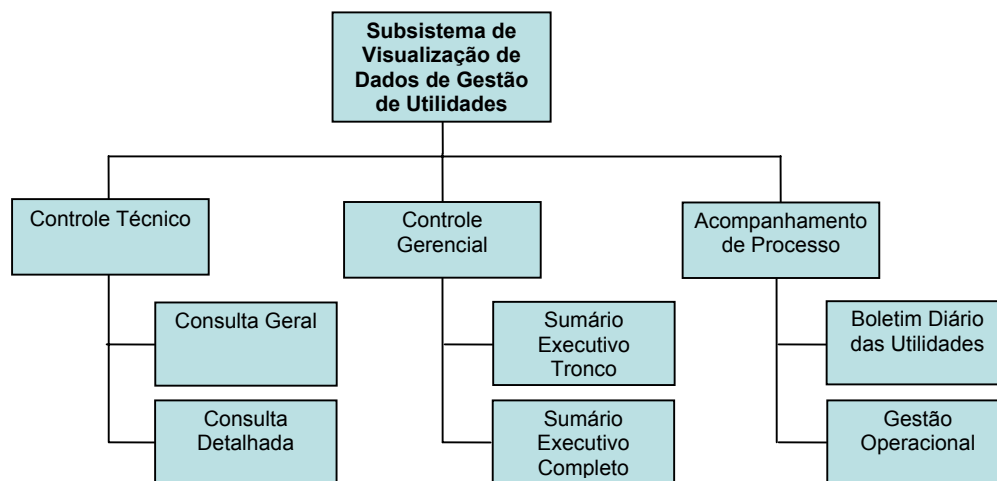 Subsistema de
Visualização de
Dados de Gestão
de Utilidades
Controle Técnico
Controle
Gerencial
Acompanhamento
de Processo
Consulta Geral
Sumário
Executivo
Tronco
Boletim Diário
das Utilidades
Consulta
Detalhada
Sumário
Executivo
Completo
Gestão
Operacional